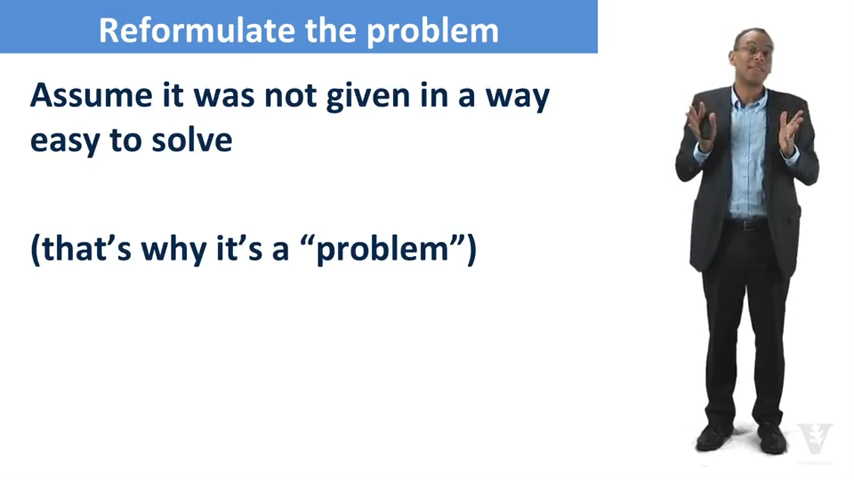 Reformulate the problem
Assume it was not given in a way
easy to solve
(that’s why it’s a “problem”)